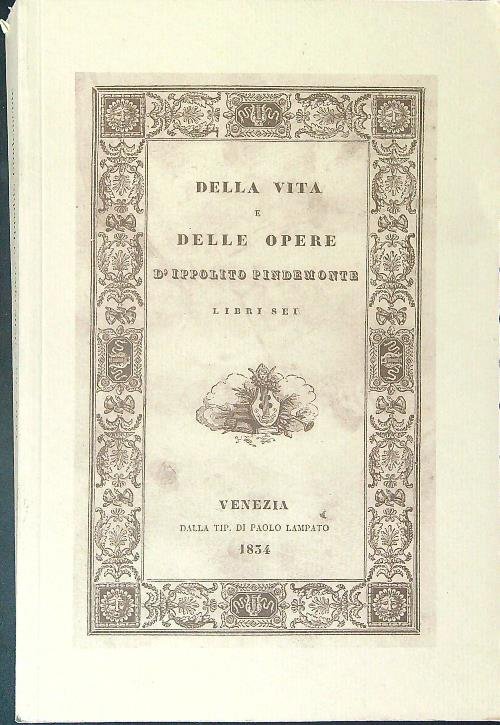 DELLA VITA
E
DELLE OPERE
D'IPPOLITO PINDEMONTE
LIBRI SEI
VENEZIA
DALLA TIP. DI PAOLO LAMPATO
1834